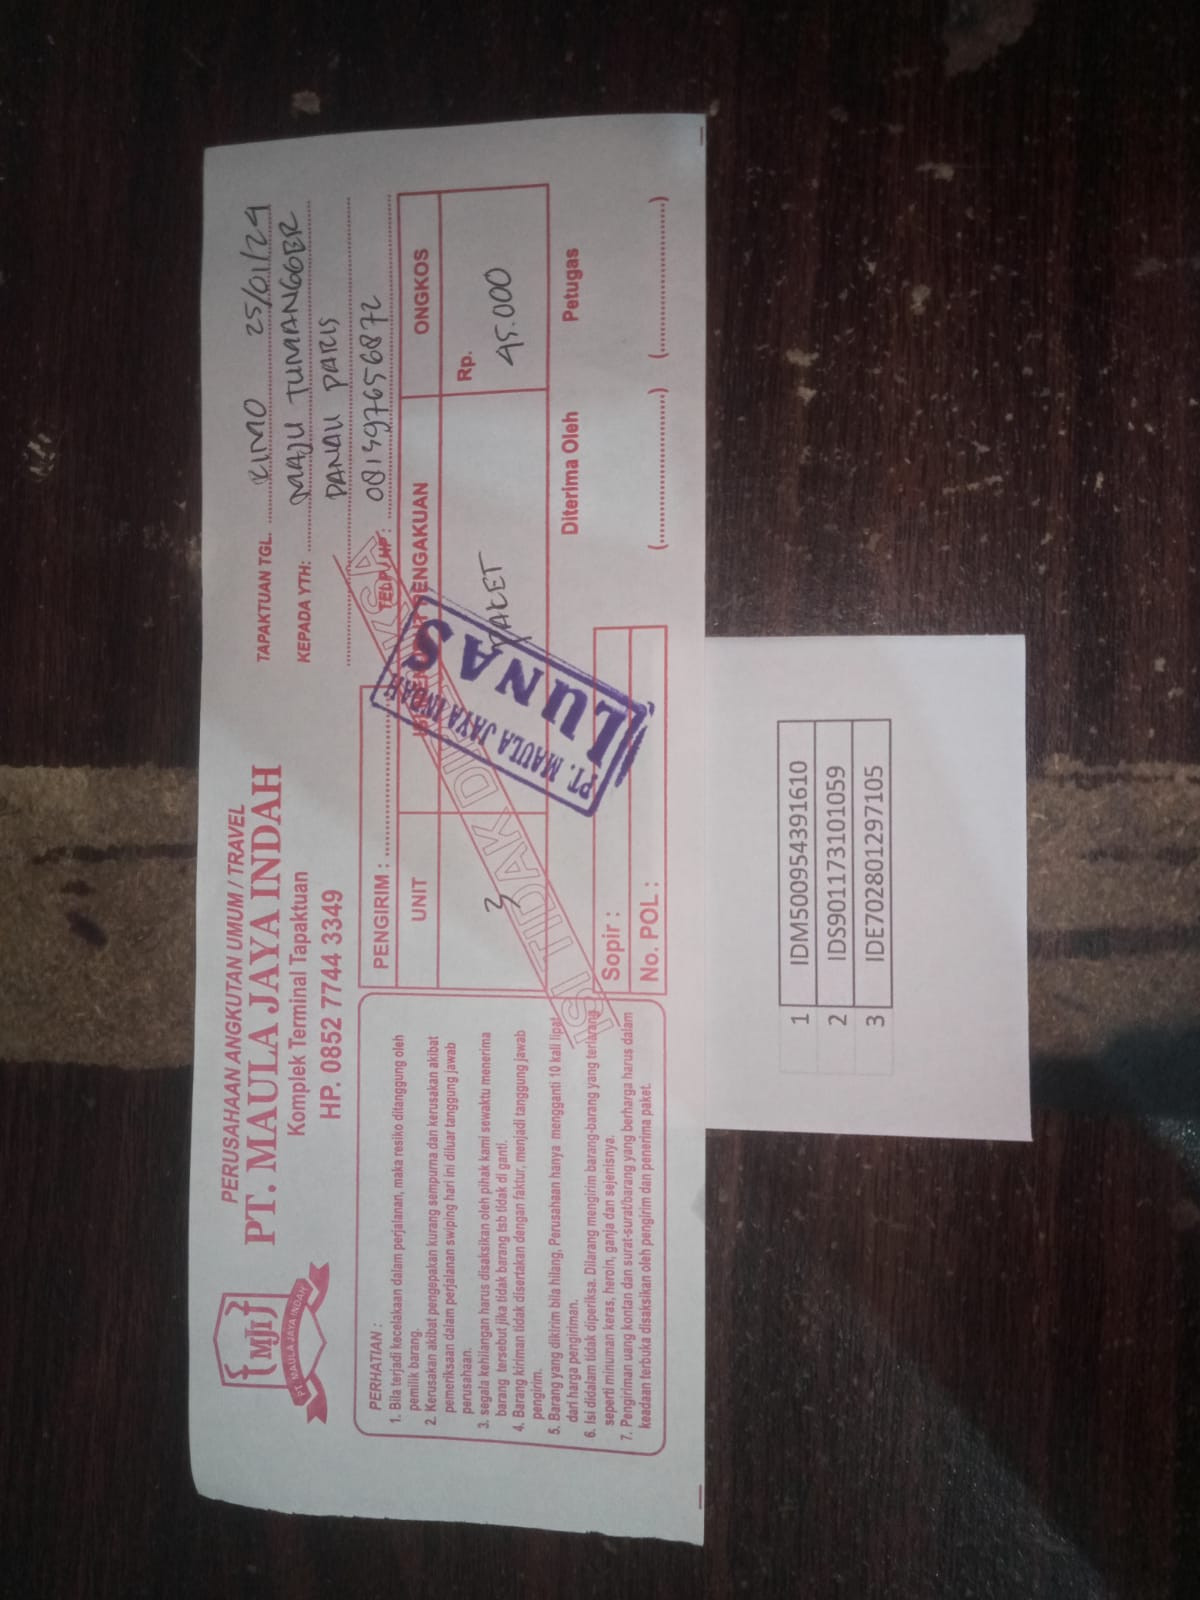 MJI
PT. MAULA JAYA INDAH
PERUSAHAAN ANGKUTAN UMUM / TRAVEL
PT. MAULA JAYA INDAH
Komplek Terminal Tapaktuan
HP. 0852 7744 3349
TAPAKTUAN TGL. 25/01/24
KEPADA YTH: MAJU TUMANGGER
DANAU PARIS
TELP / HP : 081497656872
PERHATIAN :
1. Bila terjadi kecelakaan dalam perjalanan, maka resiko ditanggung oleh
pemilik barang.
2. Kerusakan akibat pengepakan kurang sempurna dan kerusakan akibat
pemeriksaan dalam perjalanan swiping hari ini diluar tanggung jawab
perusahaan.
3. segala kehilangan harus disaksikan oleh pihak kami sewaktu menerima
barang tersebut jika tidak barang tsb tidak di ganti.
4. Barang kiriman tidak disertakan dengan faktur, menjadi tanggung jawab
pengirim.
5. Barang yang dikirim bila hilang, Perusahaan hanya mengganti 10 kali lipat
dari harga pengiriman.
6. Isi didalam tidak diperiksa. Dilarang mengirim barang-barang yang terlarang
seperti minuman keras, heroin, ganja dan sejenisnya.
7. Pengiriman uang kontan dan surat-surat/barang yang berharga harus dalam
keadaan terbuka disaksikan oleh pengirim dan penerima paket.
PENGIRIM :
UNIT PENGAKUAN ONGKOS
3 PAKET Rp. 45.000
ISI TIDAK DIPERIKSA
PT. MAULA JAYA INDAH
LUNAS
Sopir :
No. POL :
Diterima Oleh Petugas
(..................) (..................)
1 IDM500954391610
2 IDS901173101059
3 IDE702801297105